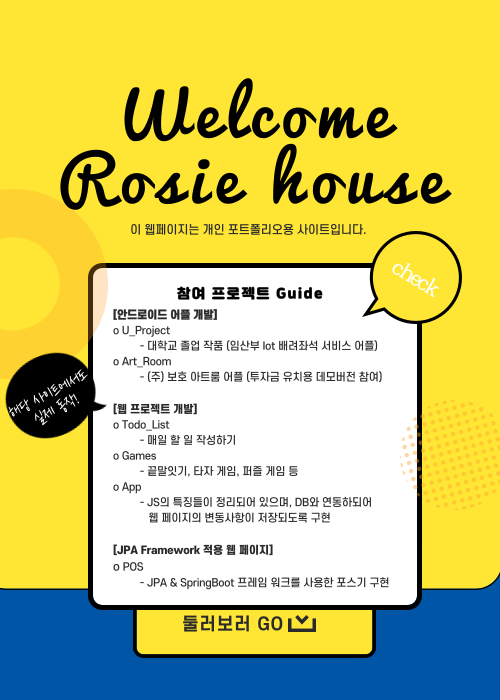 Welcome
Rosie house
이 웹페이지는 개인 포트폴리오용 사이트입니다.
check
참여 프로젝트 Guide
[안드로이드 어플 개발]
o U_Project
- 대학교 졸업 작품 (임산부 Iot 배려좌석 서비스 어플)
o Art_Room
- (주) 보호 아트룸 어플 (투자금 유치용 데모버전 참여)
해당 사이트에서도
실제 동작!
[웹 프로젝트 개발]
o Todo_List
- 매일 할 일 작성하기
o Games
- 끝말잇기, 타자 게임, 퍼즐 게임 등
o App
- JS의 특징들이 정리되어 있으며, DB와 연동하되어
웹 페이지의 변동사항이 저장되도록 구현
[JPA Framework 적용 웹 페이지]
o POS
- JPA & SpringBoot 프레임 워크를 사용한 포스기 구현
둘러보러 GO